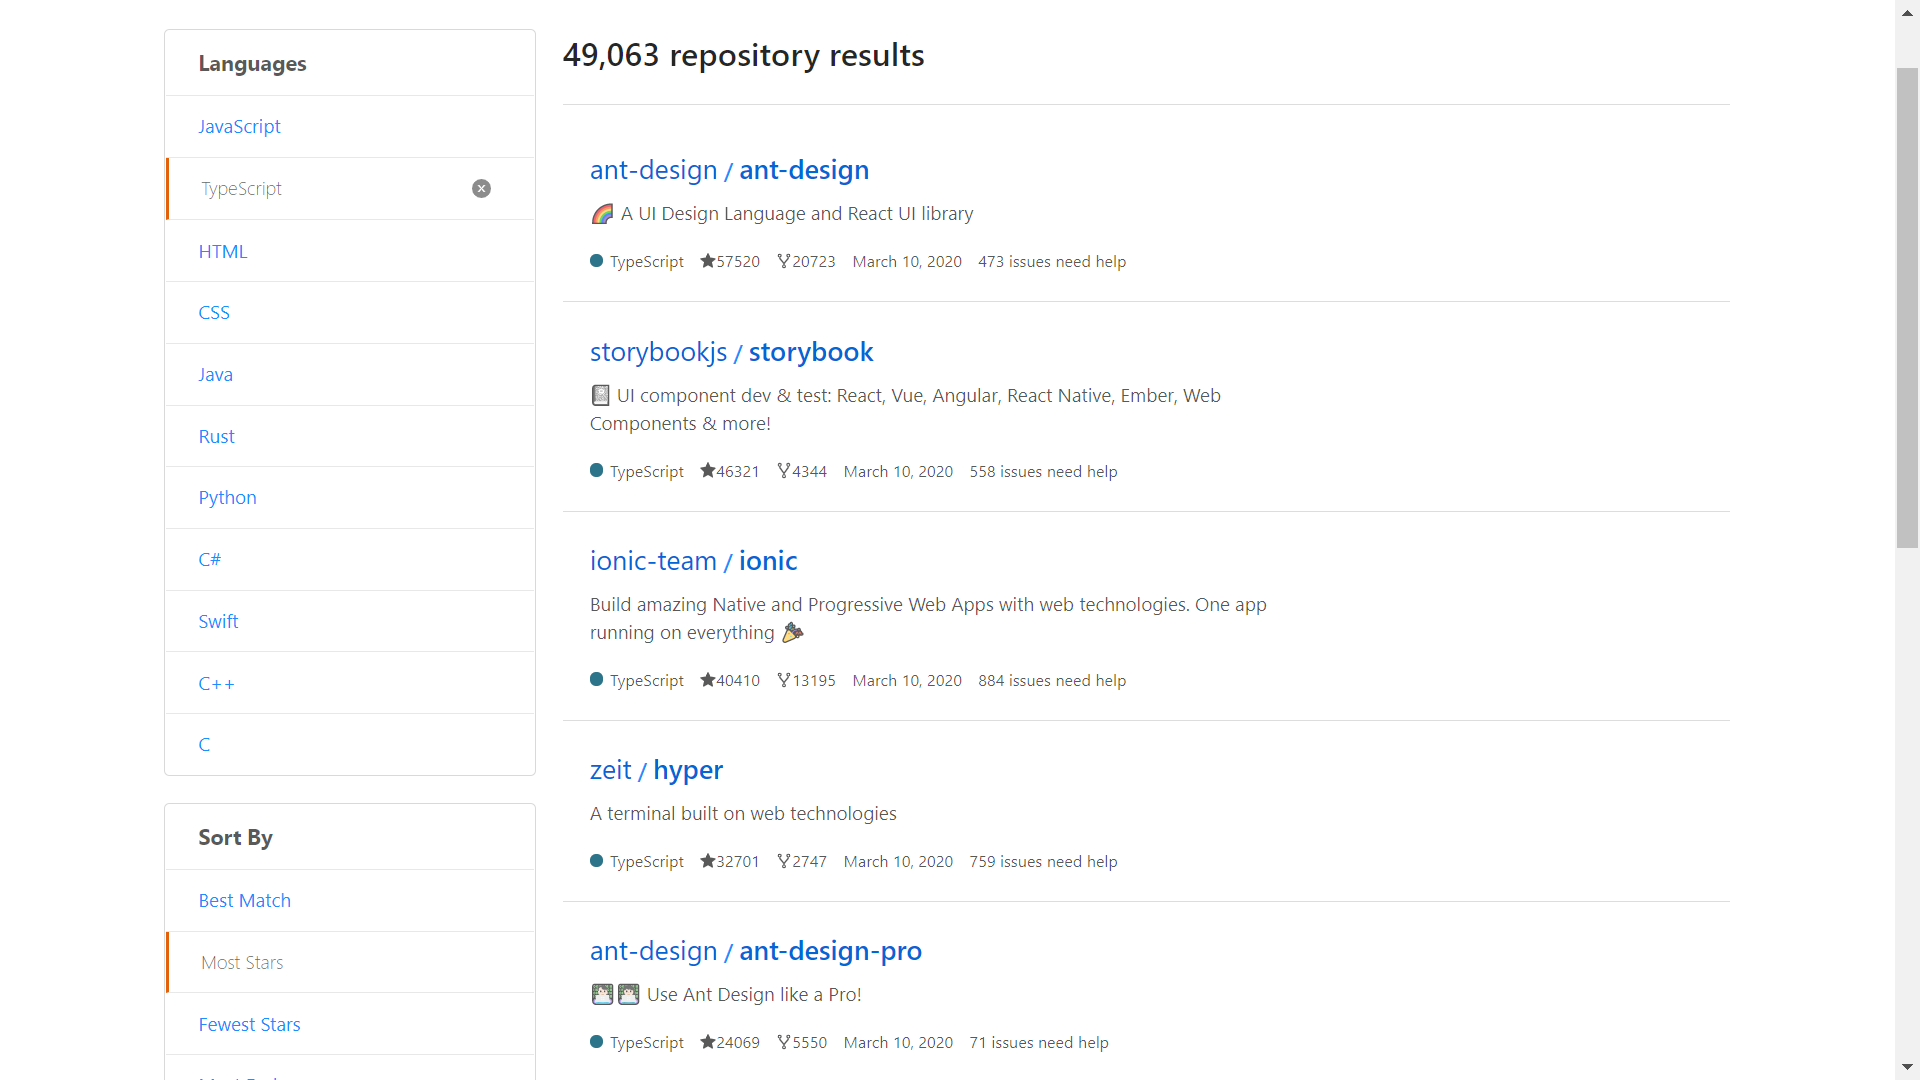 Languages
JavaScript
TypeScript
HTML
CSS
Java
Rust
Python
C#
Swift
C++
C
Sort By
Best Match
Most Stars
Fewest Stars
49,063 repository results
ant-design / ant-design
🌈 A UI Design Language and React UI library
TypeScript ★57520 20723 March 10, 2020 473 issues need help
storybookjs / storybook
📓 UI component dev & test: React, Vue, Angular, React Native, Ember, Web
Components & more!
TypeScript ★46321 4344 March 10, 2020 558 issues need help
ionic-team / ionic
Build amazing Native and Progressive Web Apps with web technologies. One app
running on everything 🎉
TypeScript ★40410 13195 March 10, 2020 884 issues need help
zeit / hyper
A terminal built on web technologies
TypeScript ★32701 2747 March 10, 2020 759 issues need help
ant-design / ant-design-pro
👨🏻‍💻👩🏻‍💻 Use Ant Design like a Pro!
TypeScript ★24069 5550 March 10, 2020 71 issues need help